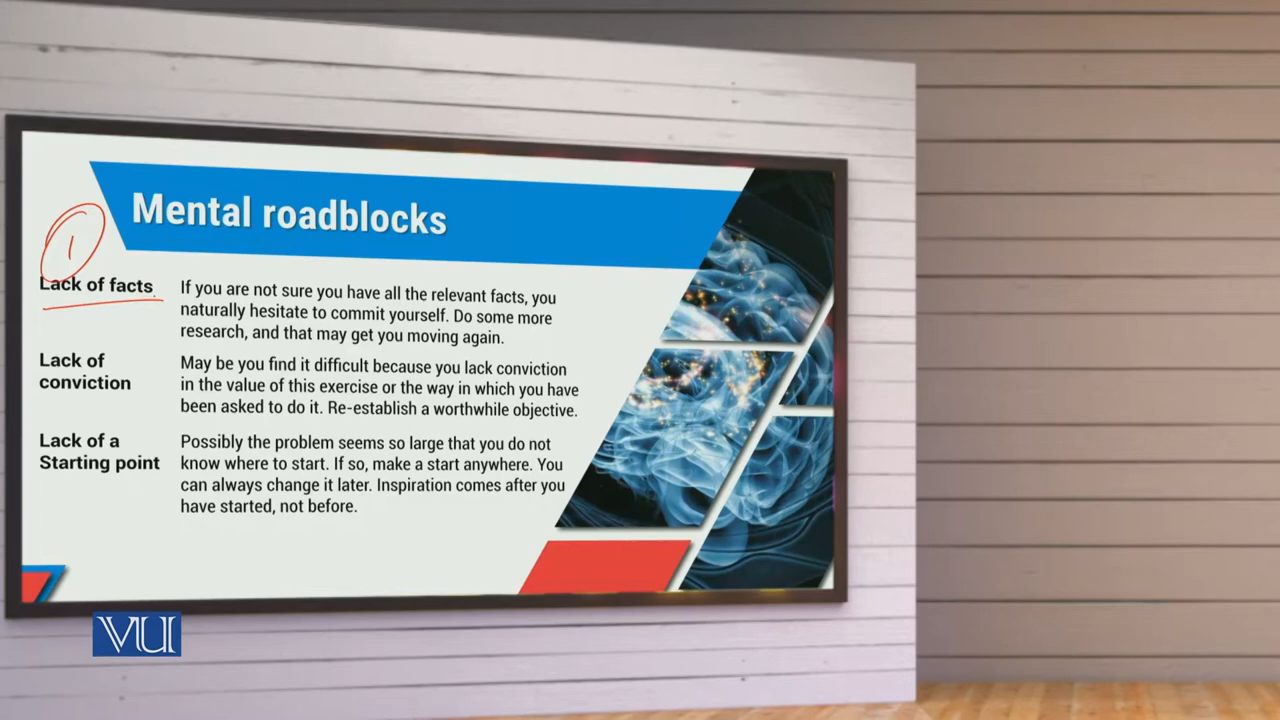 Mental roadblocks
1
Lack of facts
If you are not sure you have all the relevant facts, you
naturally hesitate to commit yourself. Do some more
research, and that may get you moving again.
Lack of
conviction
May be you find it difficult because you lack conviction
in the value of this exercise or the way in which you have
been asked to do it. Re-establish a worthwhile objective.
Lack of a
Starting point
Possibly the problem seems so large that you do not
know where to start. If so, make a start anywhere. You
can always change it later. Inspiration comes after you
have started, not before.
VU